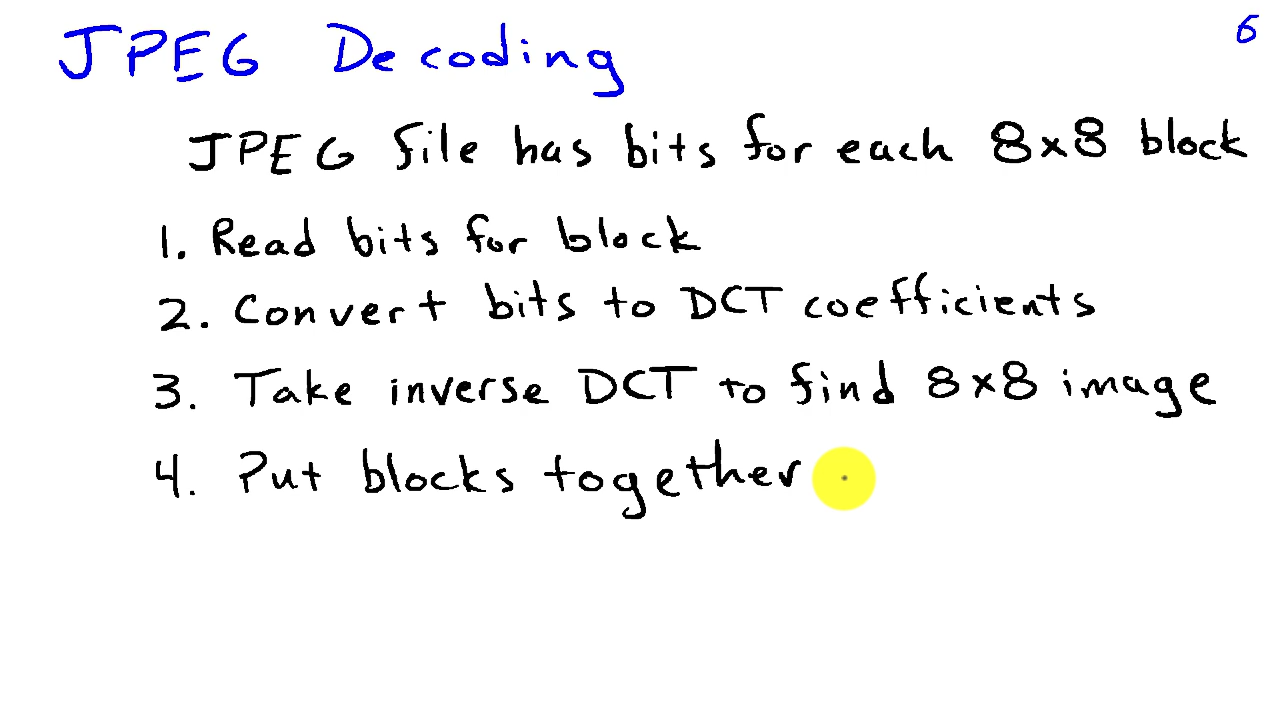 JPEG Decoding
6
JPEG file has bits for each 8x8 block
1. Read bits for block
2. Convert bits to DCT coefficients
3. Take inverse DCT to find 8x8 image
4. Put blocks together